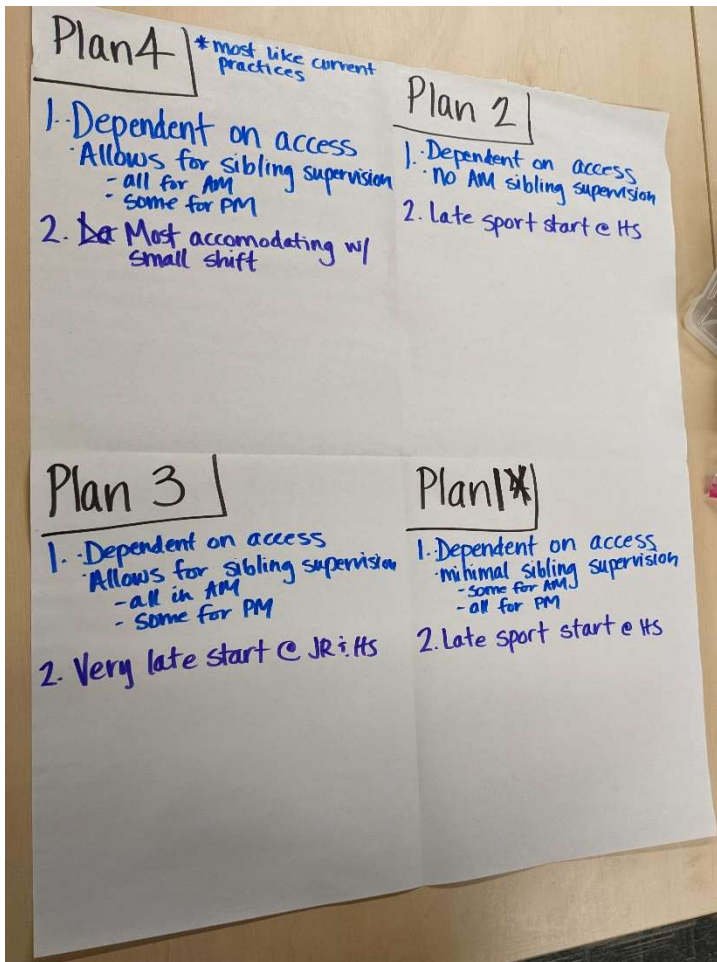 Plan 4
*most like current
practices
1. · Dependent on access
· Allows for sibling supervision
- all for AM
- some for PM
2. Most accomodating w/
small shift
Plan 2
1. · Dependent on access
· no AM sibling supervision
2. Late sport start @ HS
Plan 3
1. · Dependent on access
· Allows for sibling supervision
- all in AM
- some for PM
2. Very late start @ JR & HS
Plan 1*
1. · Dependent on access
· minimal sibling supervision
- some for AM
- all for PM
2. Late sport start @ HS